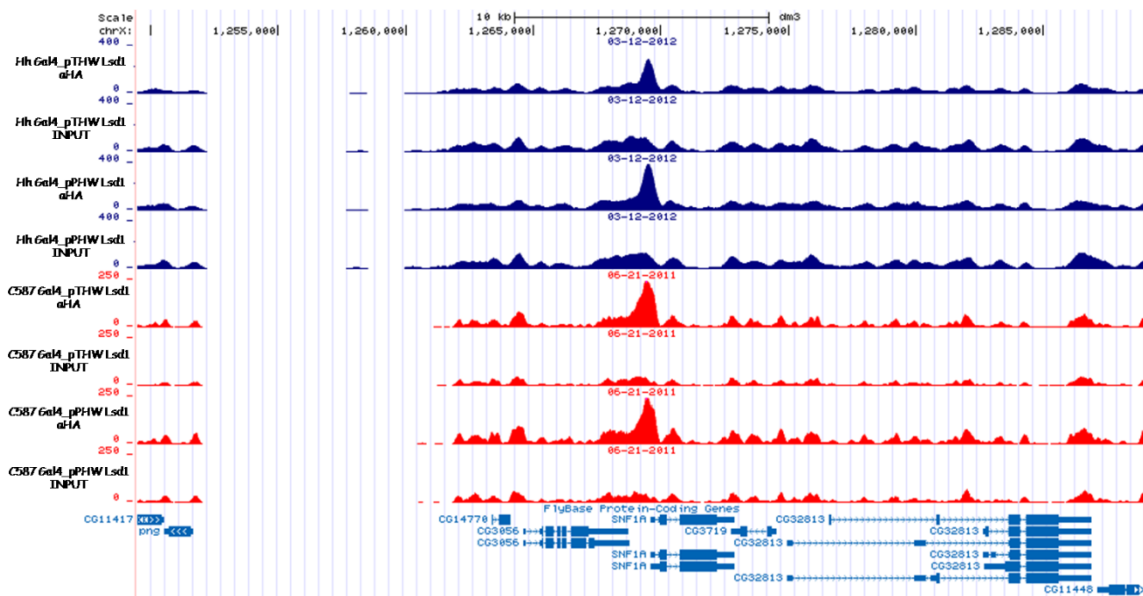 Scale 10 kb dm3
chrX: 1,255,000 1,260,000 1,265,000 1,270,000 1,275,000 1,280,000 1,285,000
400 _ 03-12-2012
Hh Gal4_pTHW Lsd1
αHA
0 _
400 _ 03-12-2012
Hh Gal4_pTHW Lsd1
INPUT
0 _
400 _ 03-12-2012
Hh Gal4_pPHW Lsd1
αHA
0 _
400 _ 03-12-2012
Hh Gal4_pPHW Lsd1
INPUT
0 _
250 _ 06-21-2011
C587 Gal4_pTHW Lsd1
αHA
0 _
250 _ 06-21-2011
C587 Gal4_pTHW Lsd1
INPUT
0 _
250 _ 06-21-2011
C587 Gal4_pPHW Lsd1
αHA
0 _
250 _ 06-21-2011
C587 Gal4_pPHW Lsd1
INPUT
0 _
FlyBase Protein-Coding Genes
CG11417 CG14770 SNF1A CG32813
png CG3056 CG3719 CG32813
CG3056 CG32813
SNF1A CG32813
SNF1A CG32813
CG32813
CG11448